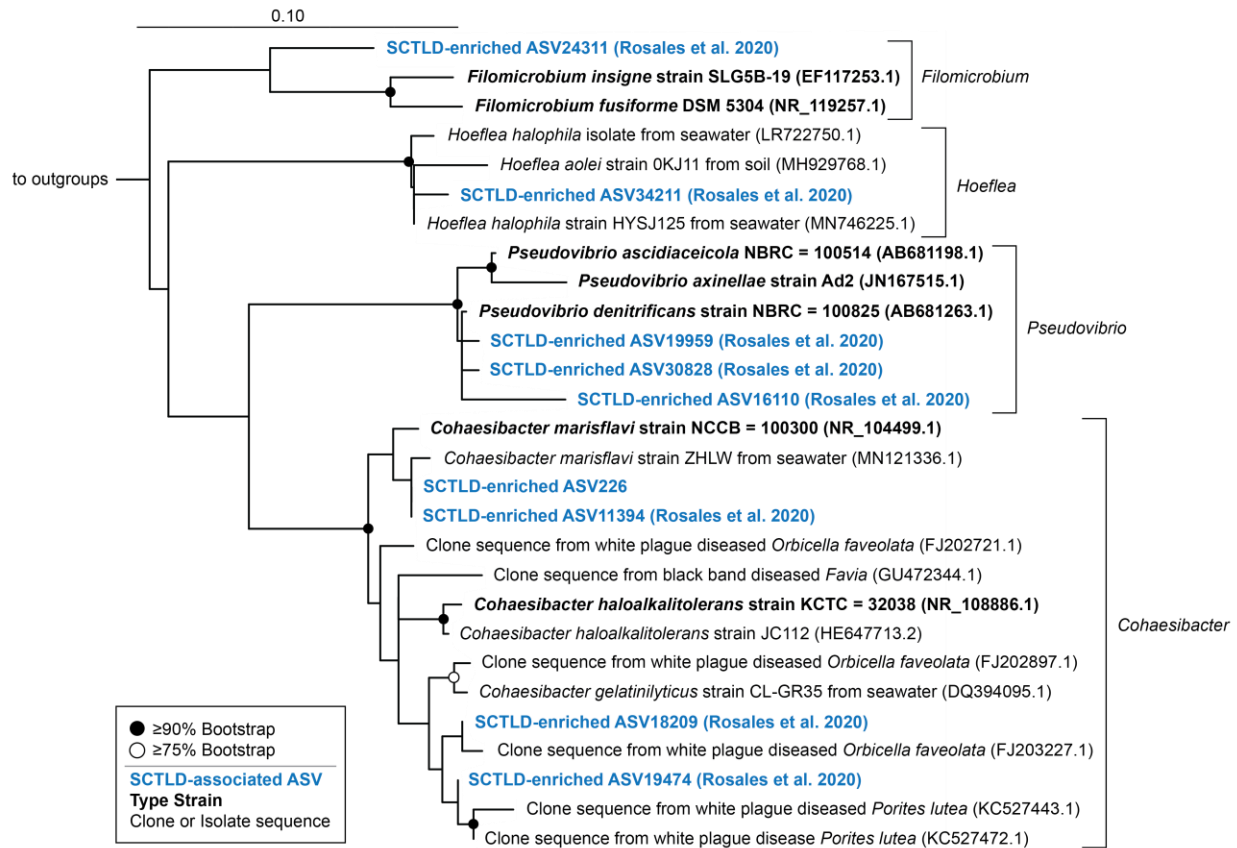 0.10
SCTLD-enriched ASV24311 (Rosales et al. 2020)
Filomicrobium insigne strain SLG5B-19 (EF117253.1)
Filomicrobium fusiforme DSM 5304 (NR_119257.1)
Filomicrobium
Hoeflea halophila isolate from seawater (LR722750.1)
Hoeflea aolei strain 0KJ11 from soil (MH929768.1)
to outgroups
SCTLD-enriched ASV34211 (Rosales et al. 2020)
Hoeflea halophila strain HYSJ125 from seawater (MN746225.1)
Hoeflea
Pseudovibrio ascidiaceicola NBRC = 100514 (AB681198.1)
Pseudovibrio axinellae strain Ad2 (JN167515.1)
Pseudovibrio denitrificans strain NBRC = 100825 (AB681263.1)
SCTLD-enriched ASV19959 (Rosales et al. 2020)
SCTLD-enriched ASV30828 (Rosales et al. 2020)
SCTLD-enriched ASV16110 (Rosales et al. 2020)
Pseudovibrio
Cohaesibacter marisflavi strain NCCB = 100300 (NR_104499.1)
Cohaesibacter marisflavi strain ZHLW from seawater (MN121336.1)
SCTLD-enriched ASV226
SCTLD-enriched ASV11394 (Rosales et al. 2020)
Clone sequence from white plague diseased Orbicella faveolata (FJ202721.1)
Clone sequence from black band diseased Favia (GU472344.1)
Cohaesibacter haloalkalitolerans strain KCTC = 32038 (NR_108886.1)
Cohaesibacter haloalkalitolerans strain JC112 (HE647713.2)
Clone sequence from white plague diseased Orbicella faveolata (FJ202897.1)
Cohaesibacter gelatinilyticus strain CL-GR35 from seawater (DQ394095.1)
SCTLD-enriched ASV18209 (Rosales et al. 2020)
Clone sequence from white plague diseased Orbicella faveolata (FJ203227.1)
SCTLD-enriched ASV19474 (Rosales et al. 2020)
Clone sequence from white plague diseased Porites lutea (KC527443.1)
Clone sequence from white plague disease Porites lutea (KC527472.1)
Cohaesibacter
≥90% Bootstrap
≥75% Bootstrap
SCTLD-associated ASV
Type Strain
Clone or Isolate sequence